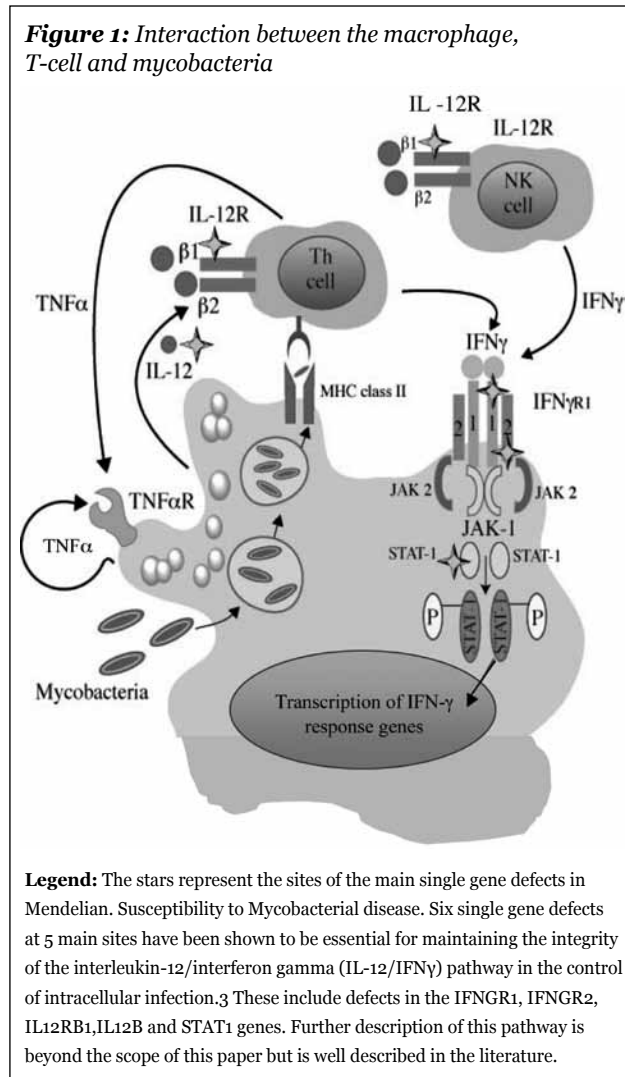 Figure 1: Interaction between the macrophage,
T-cell and mycobacteria
IL -12R
β1
IL-12R
β2
NK
cell
IL-12R
β1
β2
Th
cell
TNFα
IFNγ
IL-12
MHC class II
IFNγ
IFNγR1
2 1 1 2
TNFαR
JAK 2
JAK 2
JAK-1
TNFα
STAT-1
STAT-1
P
STAT-1
STAT-1
P
Mycobacteria
Transcription of IFN-γ
response genes
Legend: The stars represent the sites of the main single gene defects in
Mendelian. Susceptibility to Mycobacterial disease. Six single gene defects
at 5 main sites have been shown to be essential for maintaining the integrity
of the interleukin-12/interferon gamma (IL-12/IFNγ) pathway in the control
of intracellular infection.3 These include defects in the IFNGR1, IFNGR2,
IL12RB1,IL12B and STAT1 genes. Further description of this pathway is
beyond the scope of this paper but is well described in the literature.